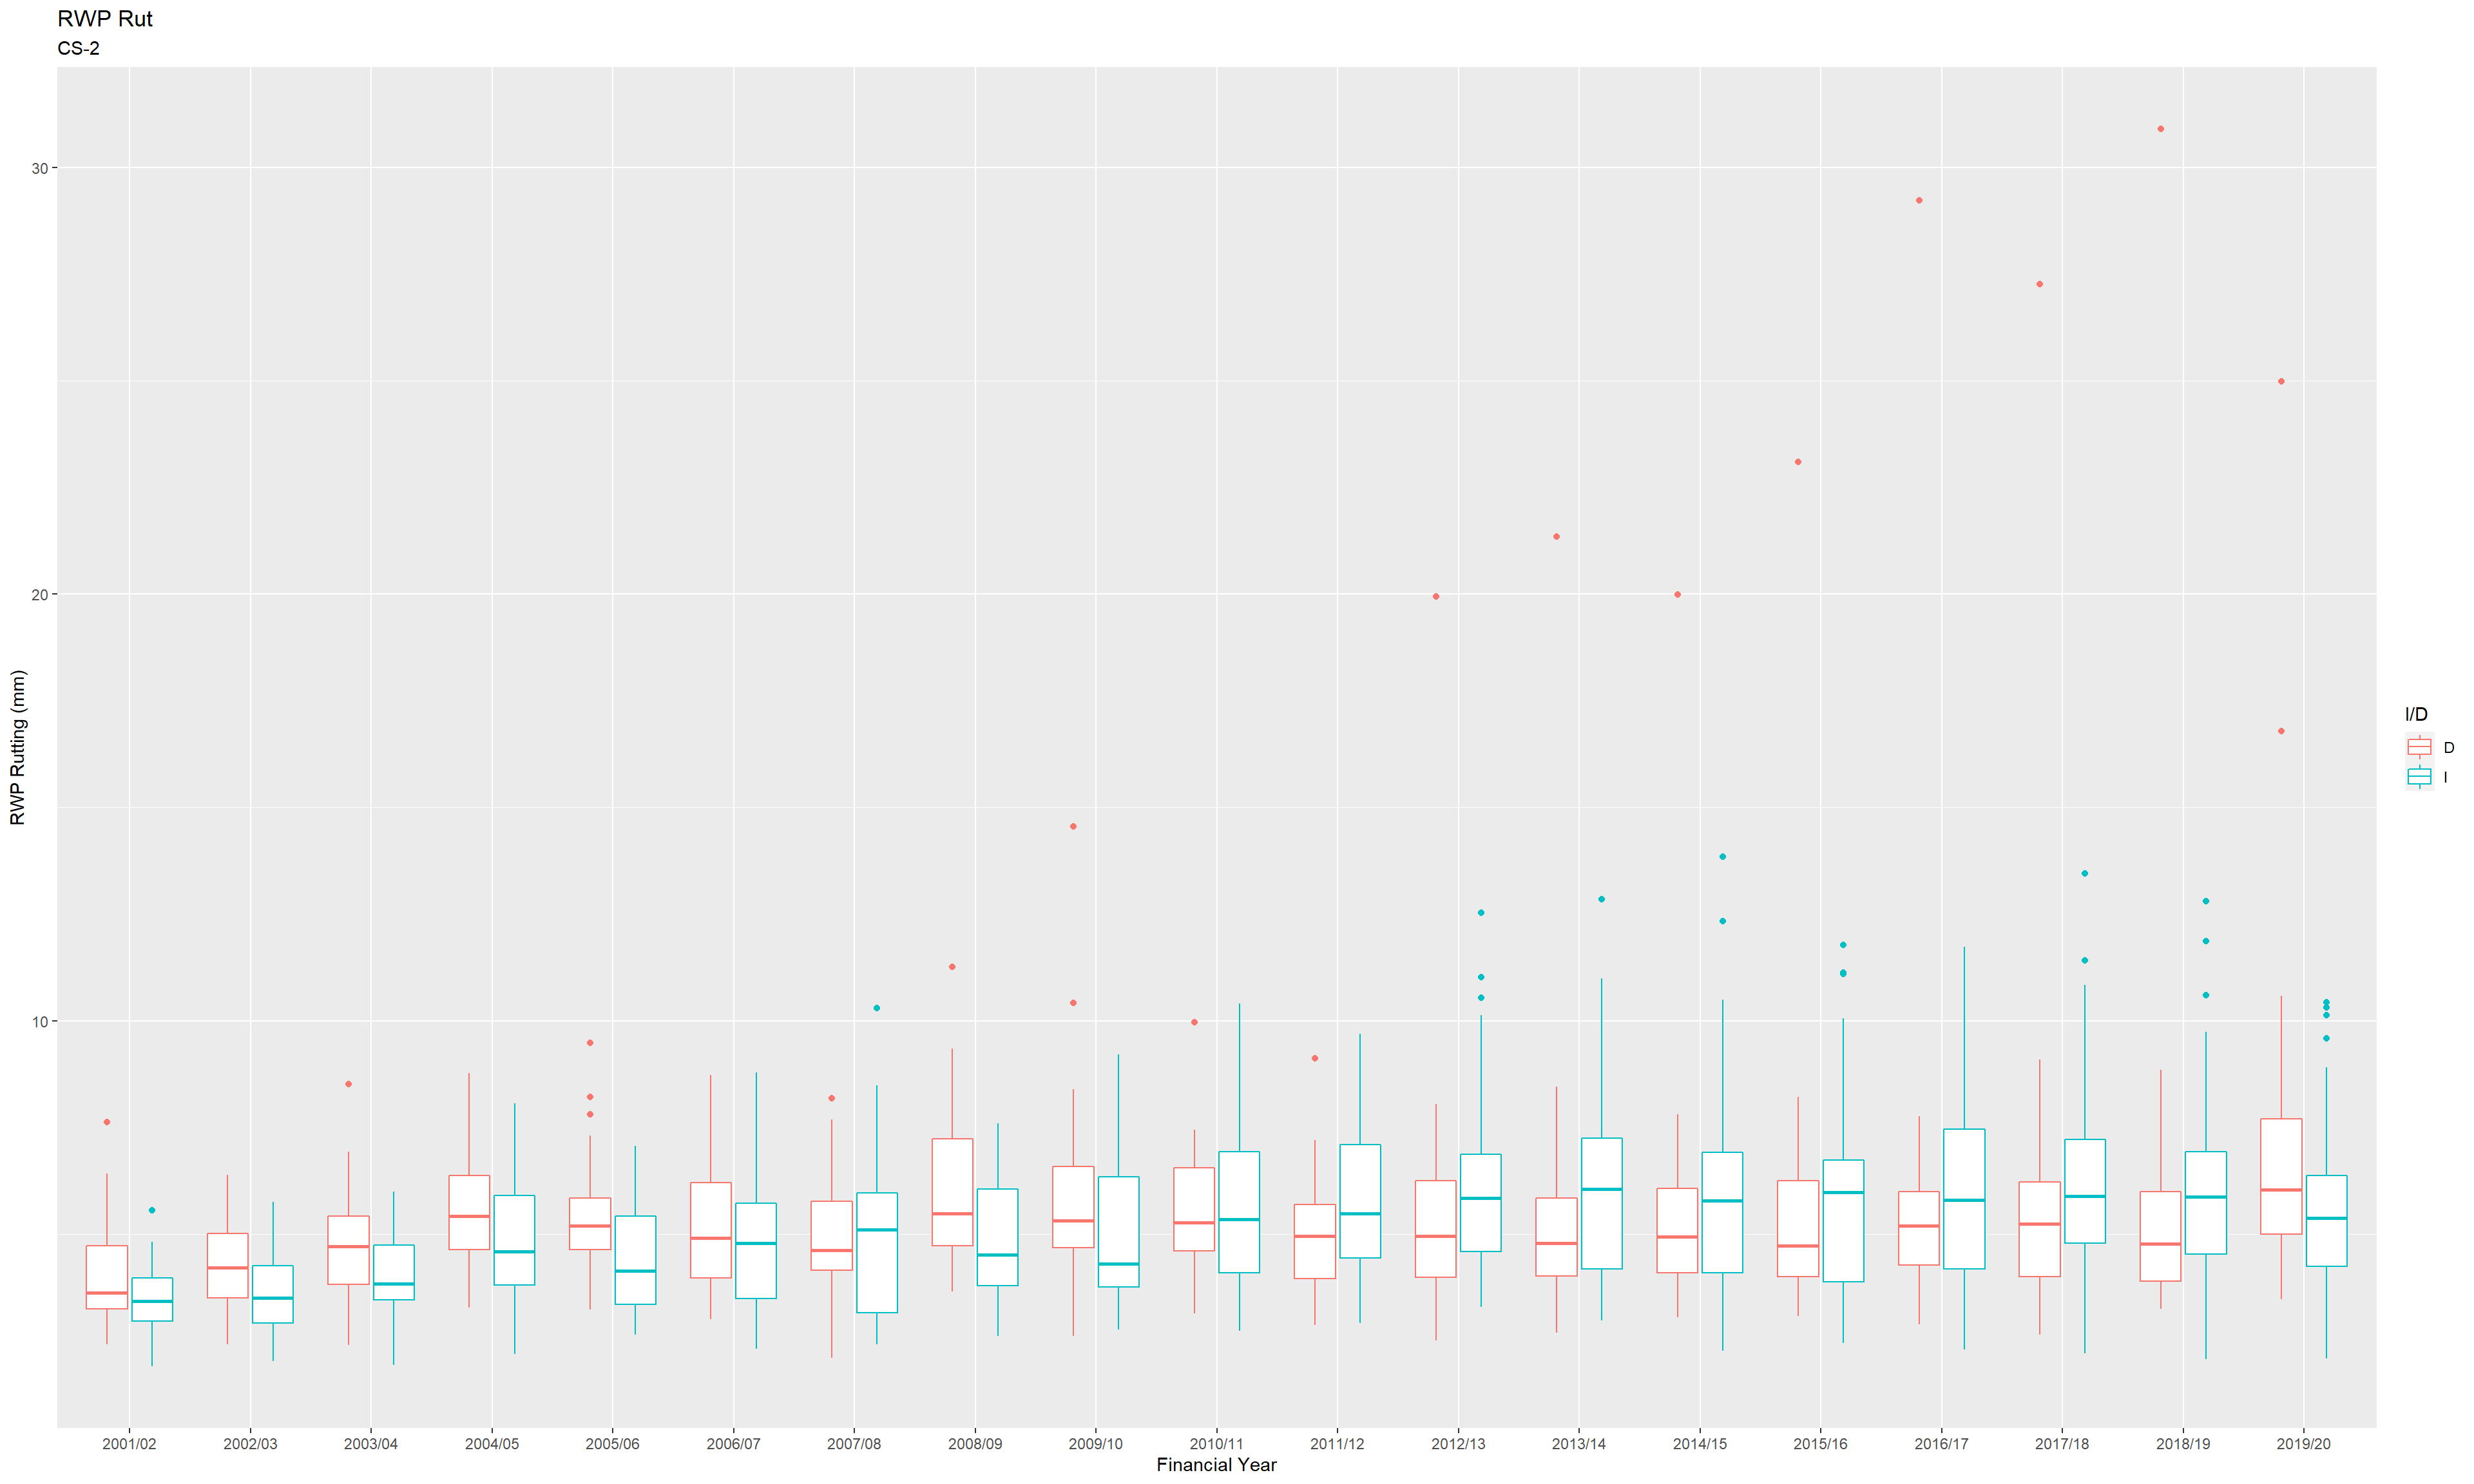 RWP Rut
CS-2
RWP Rutting (mm)
30
20
10
2001/02 2002/03 2003/04 2004/05 2005/06 2006/07 2007/08 2008/09 2009/10 2010/11 2011/12 2012/13 2013/14 2014/15 2015/16 2016/17 2017/18 2018/19 2019/20
Financial Year
I/D
D
I